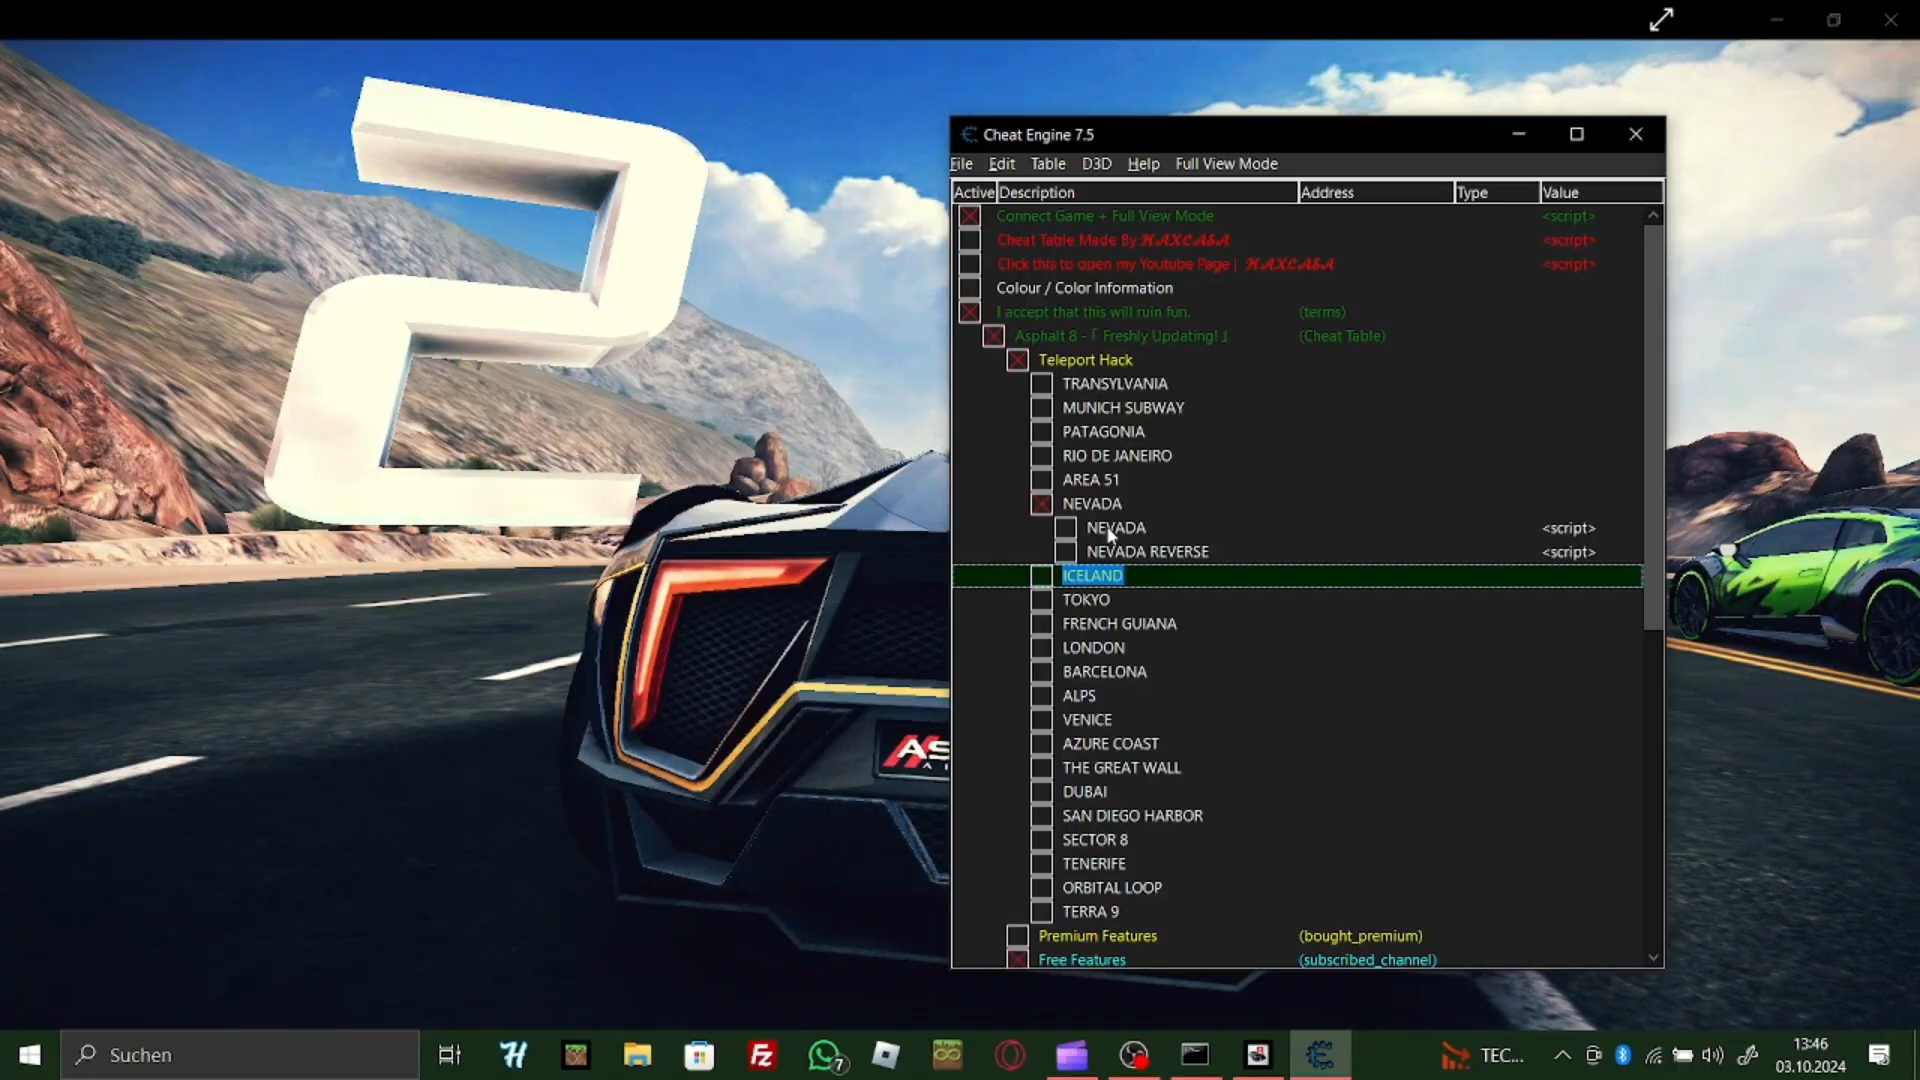 2
Cheat Engine 7.5
File Edit Table D3D Help Full View Mode
Active Description Address Type Value
Connect Game + Full View Mode <script>
Cheat Table Made By HAXCASA <script>
Click this to open my Youtube Page | HAXCASA <script>
Colour / Color Information
I accept that this will ruin fun. (terms)
Asphalt 8 - 「 Freshly Updating! 」 (Cheat Table)
Teleport Hack
TRANSYLVANIA
MUNICH SUBWAY
PATAGONIA
RIO DE JANEIRO
AREA 51
NEVADA
NEVADA <script>
NEVADA REVERSE <script>
ICELAND
TOKYO
FRENCH GUIANA
LONDON
BARCELONA
ALPS
VENICE
AZURE COAST
THE GREAT WALL
DUBAI
SAN DIEGO HARBOR
SECTOR 8
TENERIFE
ORBITAL LOOP
TERRA 9
Premium Features (bought_premium)
Free Features (subscribed_channel)
AS
Suchen
7
TEC...
13:46
03.10.2024